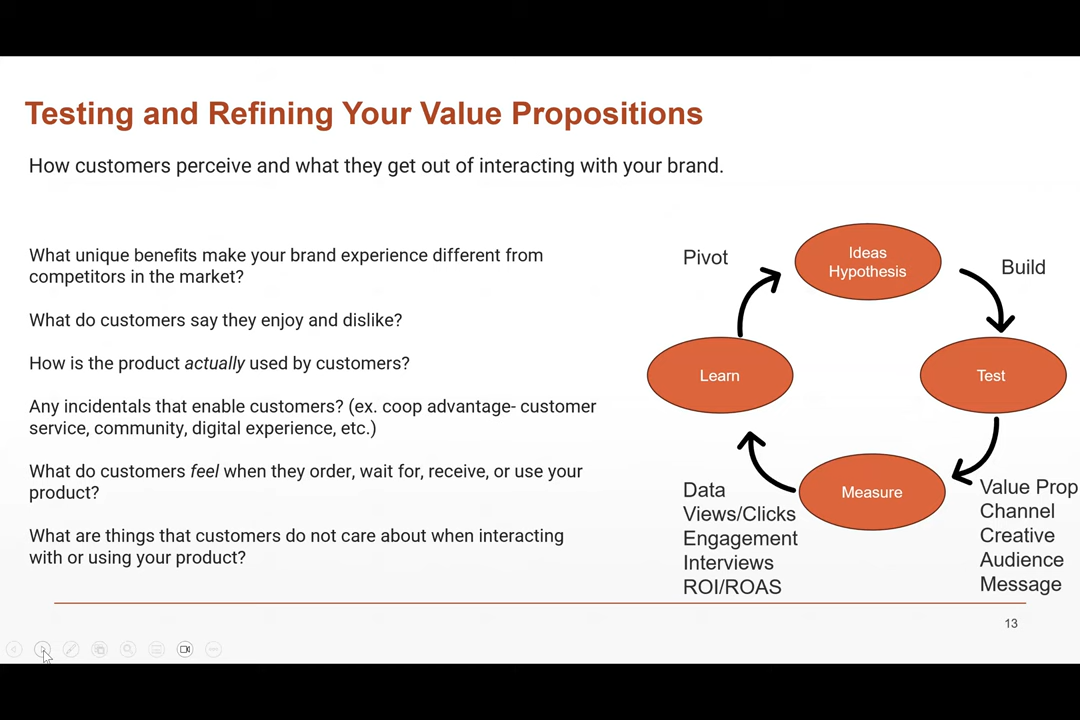 Testing and Refining Your Value Propositions
How customers perceive and what they get out of interacting with your brand.
What unique benefits make your brand experience different from
competitors in the market?
What do customers say they enjoy and dislike?
How is the product actually used by customers?
Any incidentals that enable customers? (ex. coop advantage- customer
service, community, digital experience, etc.)
What do customers feel when they order, wait for, receive, or use your
product?
What are things that customers do not care about when interacting
with or using your product?
Pivot
Ideas
Hypothesis
Build
Learn
Test
Measure
Data
Views/Clicks
Engagement
Interviews
ROI/ROAS
Value Prop
Channel
Creative
Audience
Message
13